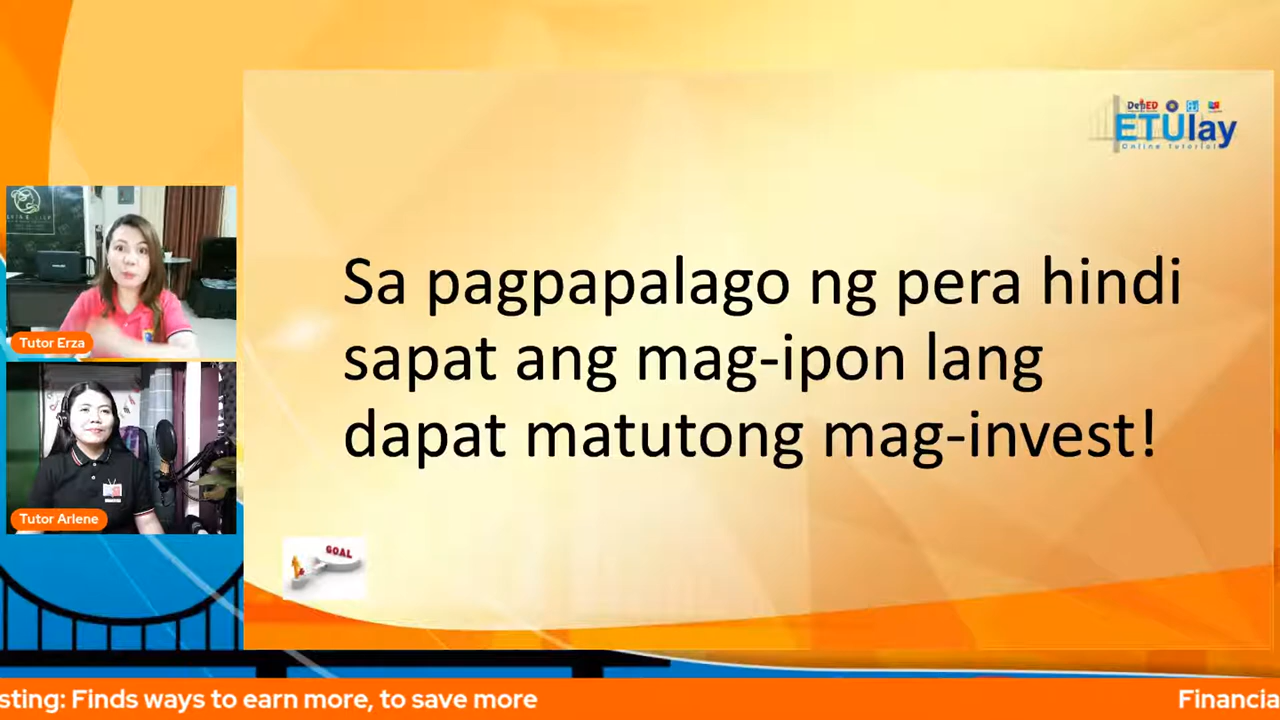 DepED
ETUlay
Online Tutorial
Sa pagpapalago ng pera hindi
sapat ang mag-ipon lang
dapat matutong mag-invest!
GOAL
Tutor Erza
Tutor Arlene
sting: Finds ways to earn more, to save more
Financia